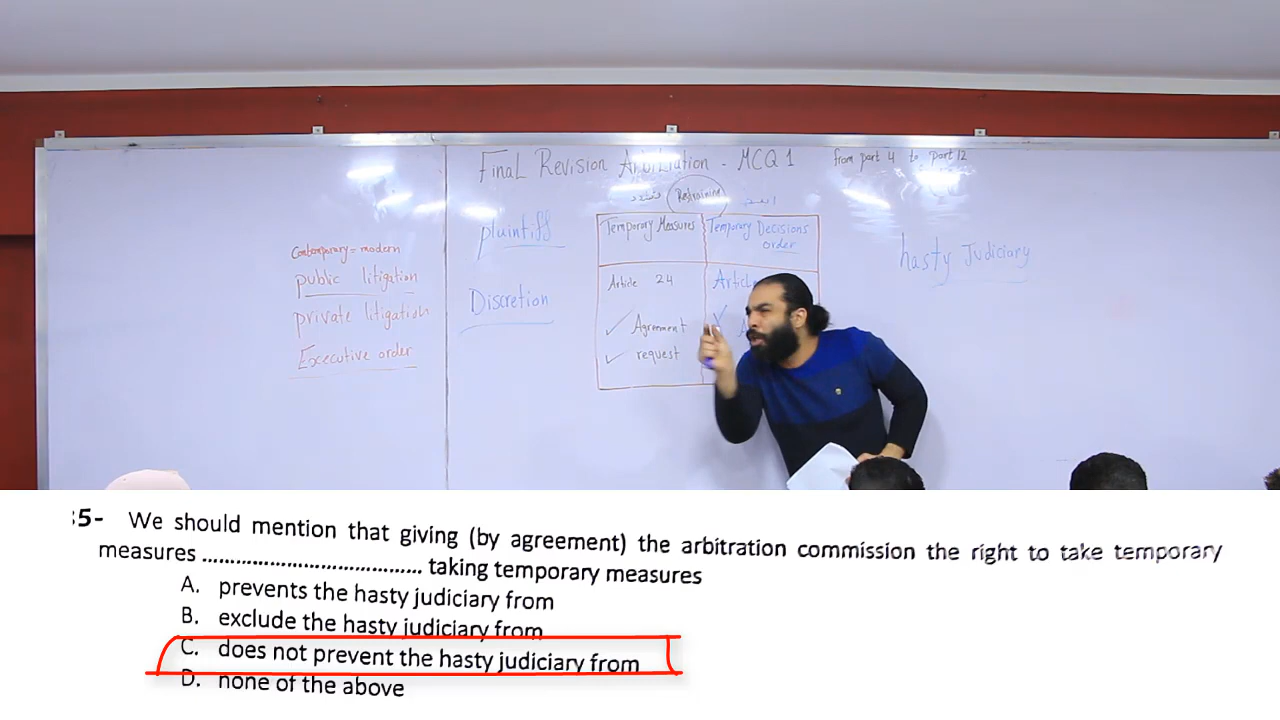 Final Revision Arbitration - MCQ 1
from part 4 to part 12
Restraining
plaintiff
Temporary Measures
Temporary Decisions
order
hasty Judiciary
Contemporary = modern
public litigation
private litigation
Executive order
Discretion
Article 24
Agreement
request
We should mention that giving (by agreement) the arbitration commission the right to take temporary
measures ........................................ taking temporary measures
A. prevents the hasty judiciary from
B. exclude the hasty judiciary from
C. does not prevent the hasty judiciary from
D. none of the above